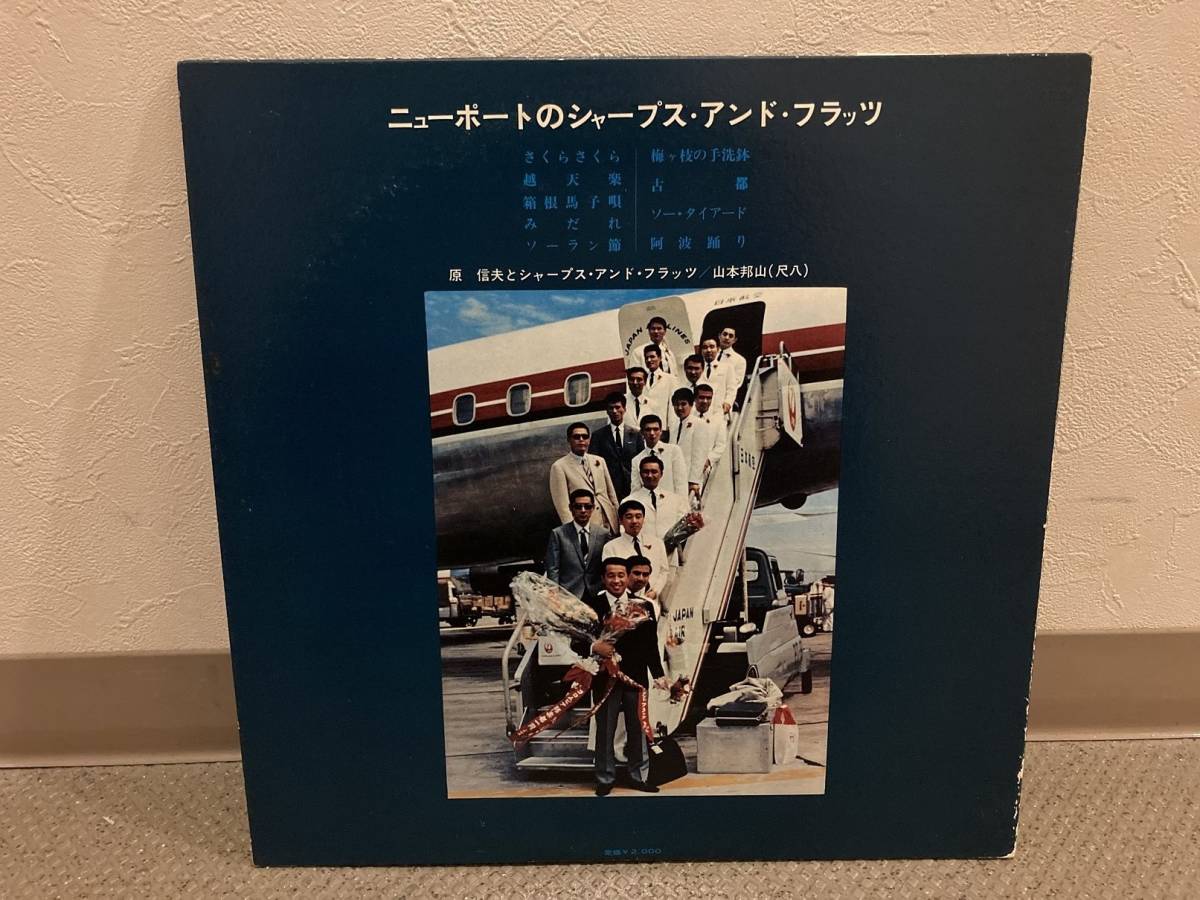 ニューポートのシャープス・アンド・フラッツ
さくらさくら
越天楽
箱根馬子唄
みだれ
ソーラン節
梅ヶ枝の手洗鉢
古都
ソー・タイアード
阿波踊り
原 信夫とシャープス・アンド・フラッツ/山本邦山(尺八)
日本航空
JAPAN AIRLINES
JAPAN
AIR
定価¥2,000